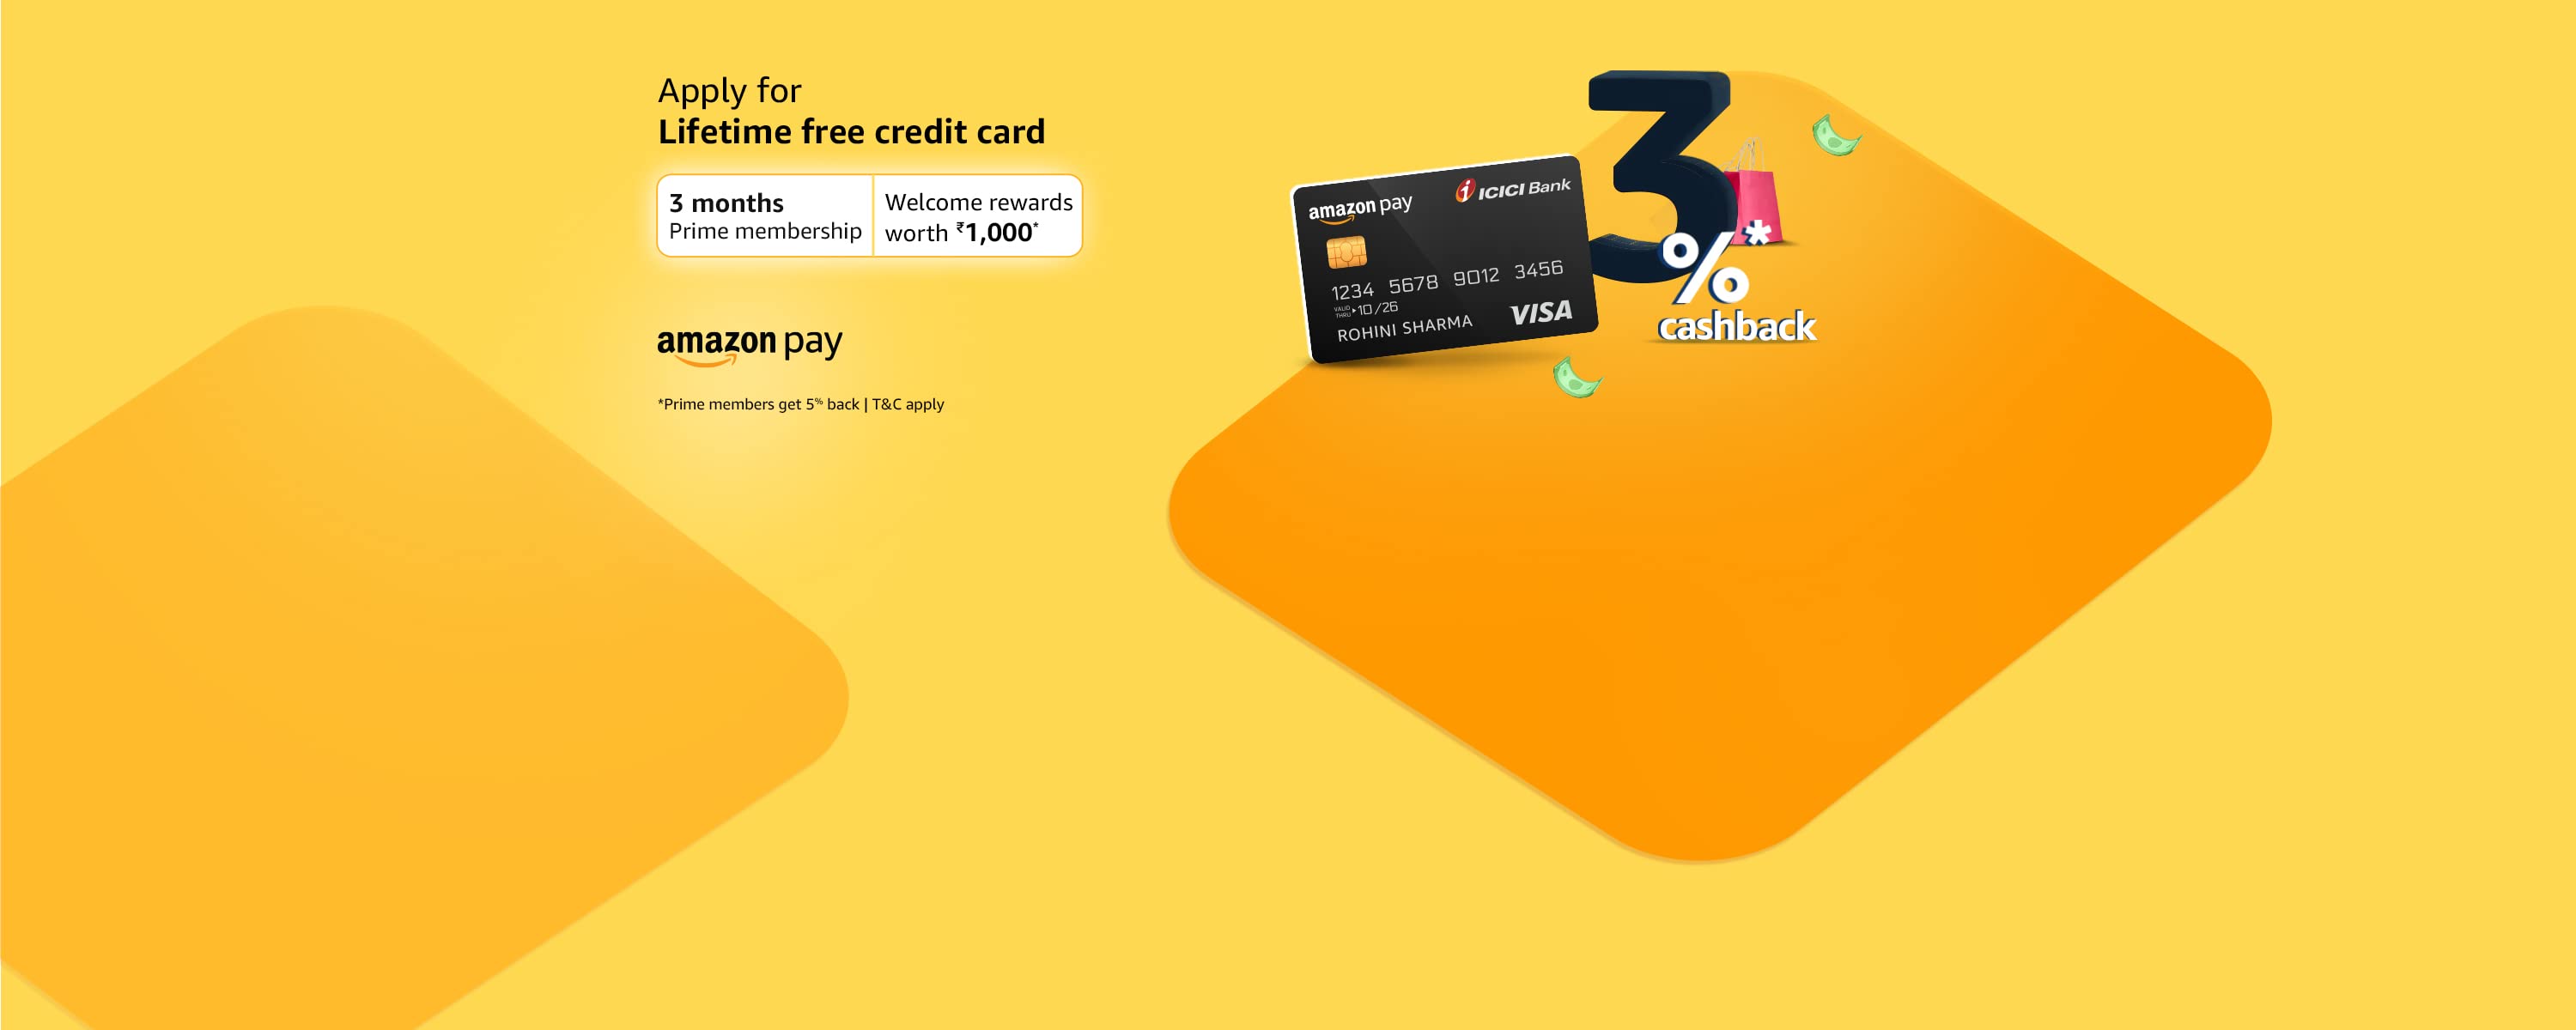 Apply for
Lifetime free credit card
3 months
Prime membership
Welcome rewards
worth ₹1,000*
amazon pay
*Prime members get 5% back | T&C apply
amazon pay
ICICI Bank
1234 5678 9012 3456
VALID
THRU
10/26
ROHINI SHARMA
VISA
3
%*
cashback